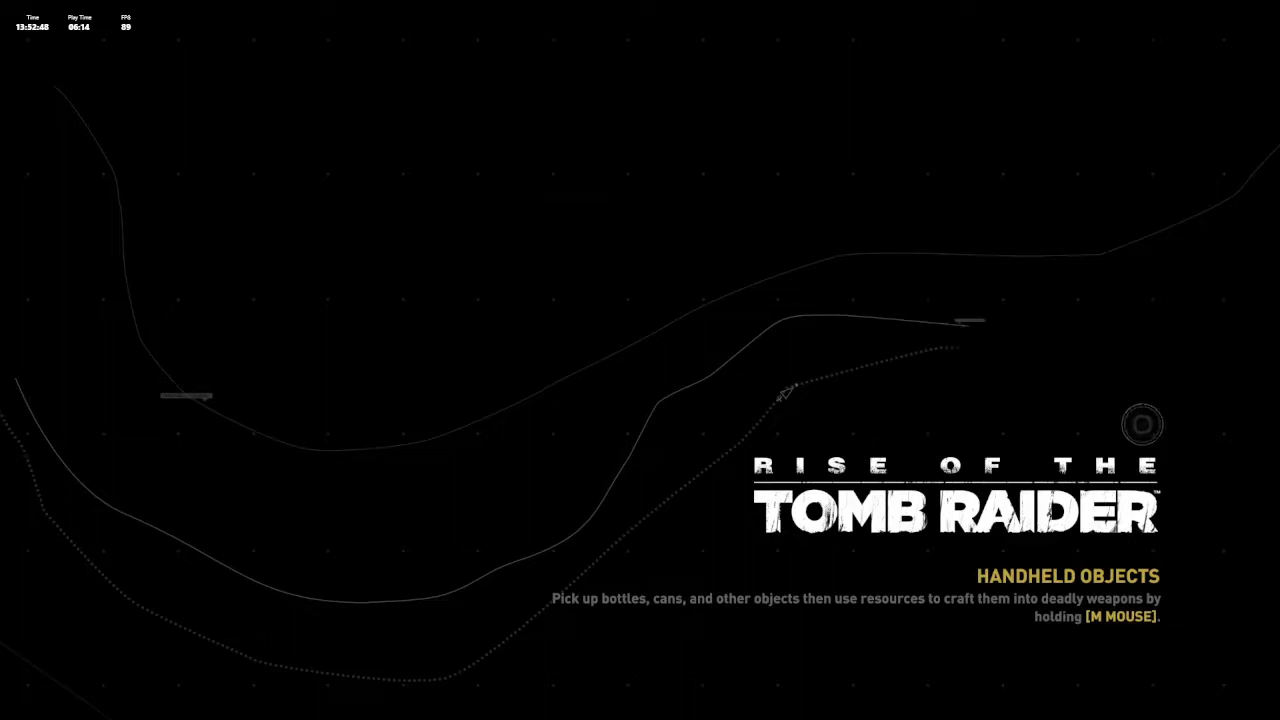 Time Play Time FPS
13:52:48 06:14 89
RISE OF THE
TOMB RAIDER™
HANDHELD OBJECTS
Pick up bottles, cans, and other objects then use resources to craft them into deadly weapons by
holding [M MOUSE].